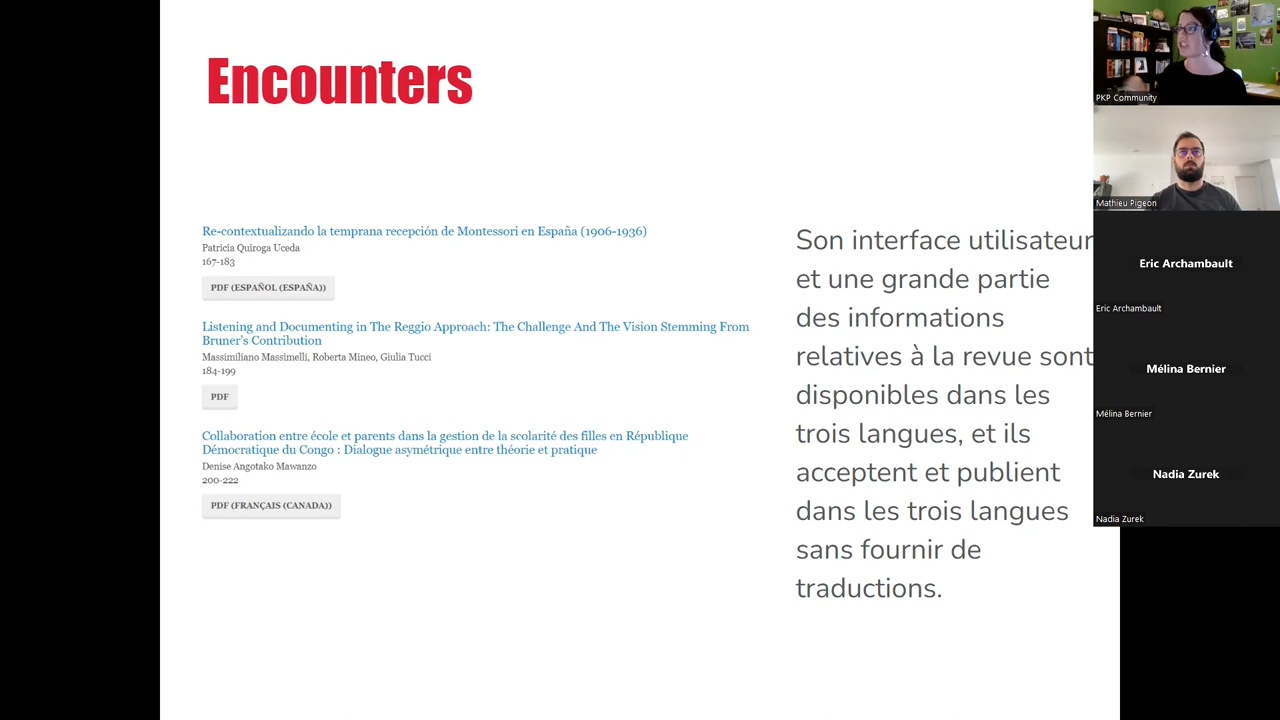 Encounters
Re-contextualizando la temprana recepción de Montessori en España (1906-1936)
Patricia Quiroga Uceda
167-183
PDF (ESPAÑOL (ESPAÑA))
Listening and Documenting in The Reggio Approach: The Challenge And The Vision Stemming From
Bruner's Contribution
Massimiliano Massimelli, Roberta Mineo, Giulia Tucci
184-199
PDF
Collaboration entre école et parents dans la gestion de la scolarité des filles en République
Démocratique du Congo : Dialogue asymétrique entre théorie et pratique
Denise Angotako Mawanzo
200-222
PDF (FRANÇAIS (CANADA))
Son interface utilisateur
et une grande partie
des informations
relatives à la revue sont
disponibles dans les
trois langues, et ils
acceptent et publient
dans les trois langues
sans fournir de
traductions.
PKP Community
Mathieu Pigeon
Eric Archambault
Eric Archambault
Mélina Bernier
Mélina Bernier
Nadia Zurek
Nadia Zurek